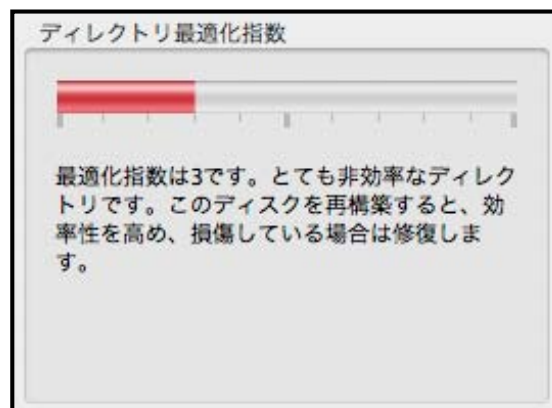 ディレクトリ最適化指数
最適化指数は3です。とても非効率なディレク
トリです。このディスクを再構築すると、効
率性を高め、損傷している場合は修復しま
す。